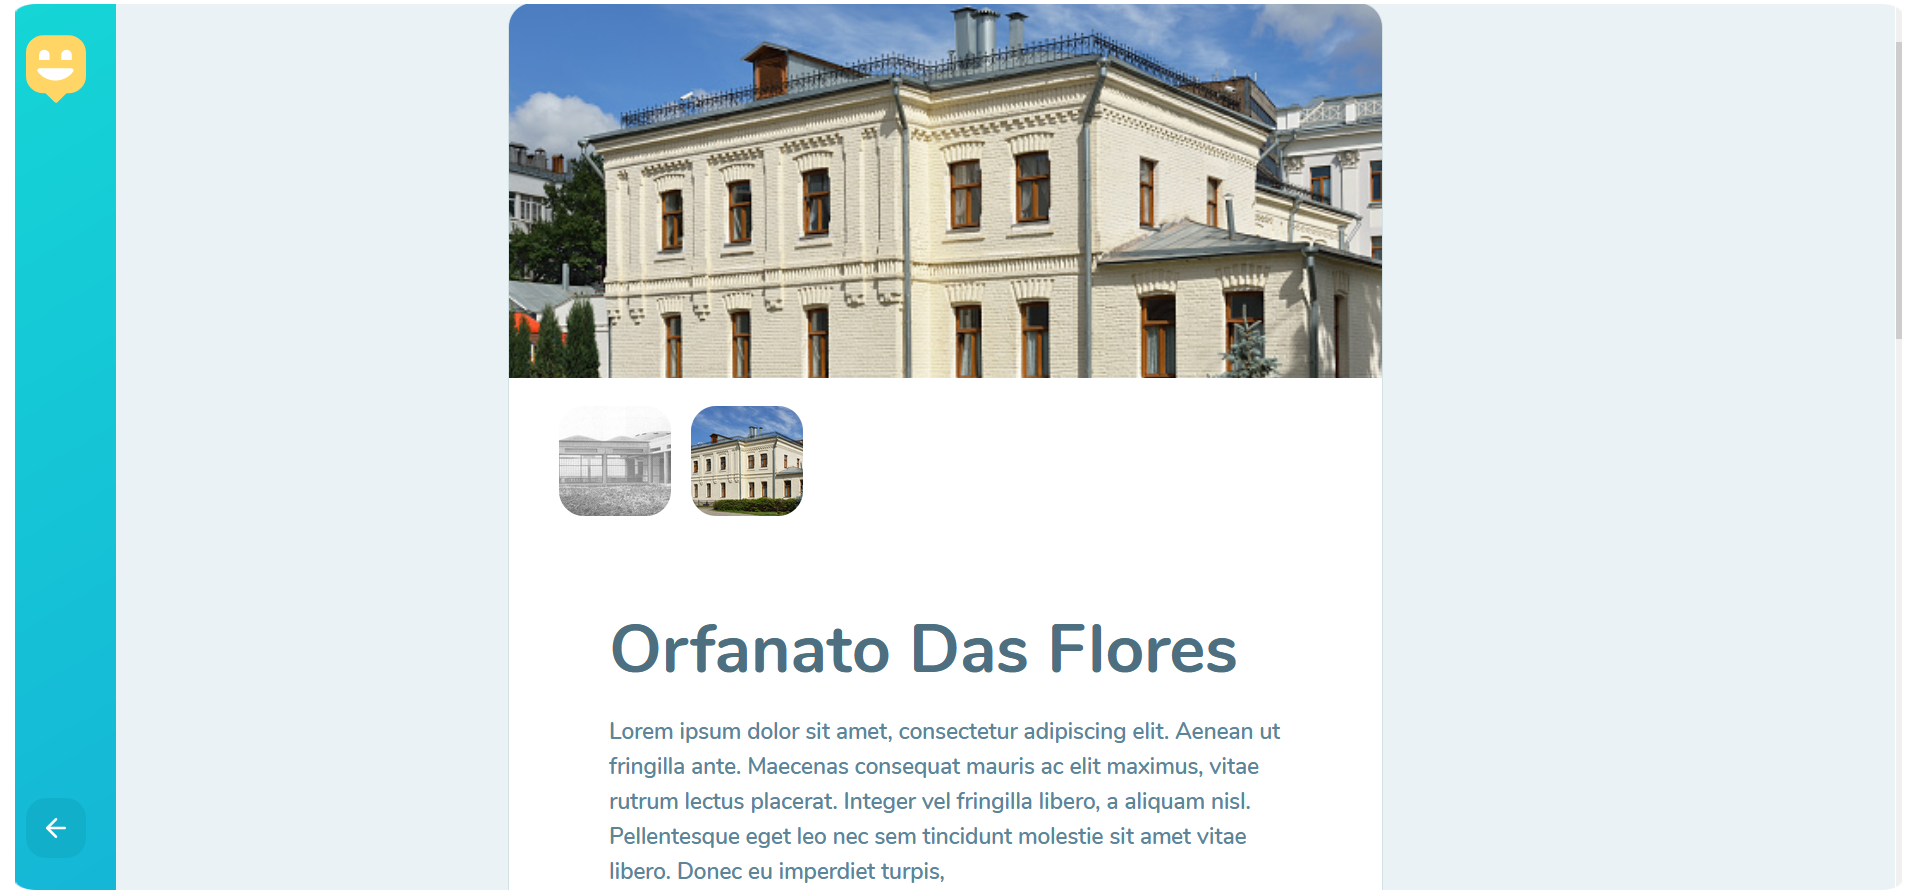 Orfanato Das Flores
Lorem ipsum dolor sit amet, consectetur adipiscing elit. Aenean ut
fringilla ante. Maecenas consequat mauris ac elit maximus, vitae
rutrum lectus placerat. Integer vel fringilla libero, a aliquam nisl.
Pellentesque eget leo nec sem tincidunt molestie sit amet vitae
libero. Donec eu imperdiet turpis,